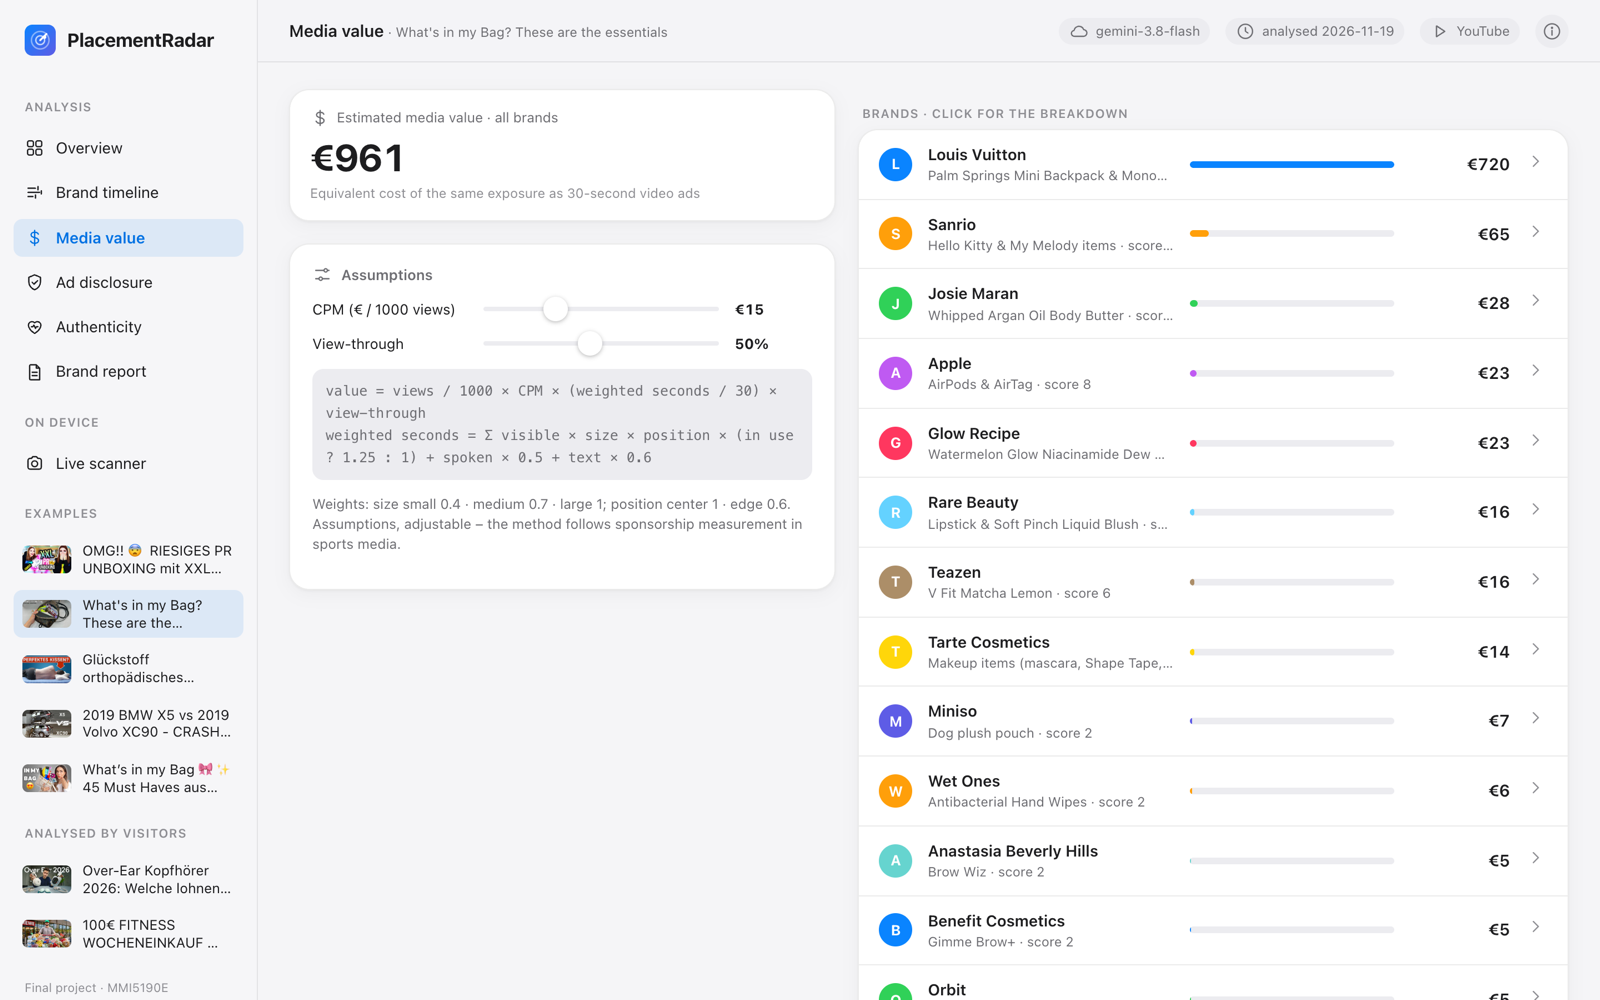 PlacementRadar
ANALYSIS
Overview
Brand timeline
Media value
Ad disclosure
Authenticity
Brand report
ON DEVICE
Live scanner
EXAMPLES
OMG!! 😨 RIESIGES PR
UNBOXING mit XXL...
What's in my Bag?
These are the...
Glückstoff
orthopädisches...
2019 BMW X5 vs 2019
Volvo XC90 - CRASH...
What's in my Bag 🎀 ✨
45 Must Haves aus...
ANALYSED BY VISITORS
Over-Ear Kopfhörer
2026: Welche lohnen...
100€ FITNESS
WOCHENEINKAUF ...
Final project · MMI5190E
Media value · What's in my Bag? These are the essentials
gemini-3.8-flash
analysed 2026-11-19
YouTube
Estimated media value · all brands
€961
Equivalent cost of the same exposure as 30-second video ads
Assumptions
CPM (€ / 1000 views) €15
View-through 50%
value = views / 1000 × CPM × (weighted seconds / 30) ×
view-through
weighted seconds = Σ visible × size × position × (in use
? 1.25 : 1) + spoken × 0.5 + text × 0.6
Weights: size small 0.4 · medium 0.7 · large 1; position center 1 · edge 0.6.
Assumptions, adjustable – the method follows sponsorship measurement in
sports media.
BRANDS · CLICK FOR THE BREAKDOWN
L
Louis Vuitton
Palm Springs Mini Backpack & Mono...
€720
S
Sanrio
Hello Kitty & My Melody items · score...
€65
J
Josie Maran
Whipped Argan Oil Body Butter · scor...
€28
A
Apple
AirPods & AirTag · score 8
€23
G
Glow Recipe
Watermelon Glow Niacinamide Dew ...
€23
R
Rare Beauty
Lipstick & Soft Pinch Liquid Blush · s...
€16
T
Teazen
V Fit Matcha Lemon · score 6
€16
T
Tarte Cosmetics
Makeup items (mascara, Shape Tape,...
€14
M
Miniso
Dog plush pouch · score 2
€7
W
Wet Ones
Antibacterial Hand Wipes · score 2
€6
A
Anastasia Beverly Hills
Brow Wiz · score 2
€5
B
Benefit Cosmetics
Gimme Brow+ · score 2
€5
Orbit
€5